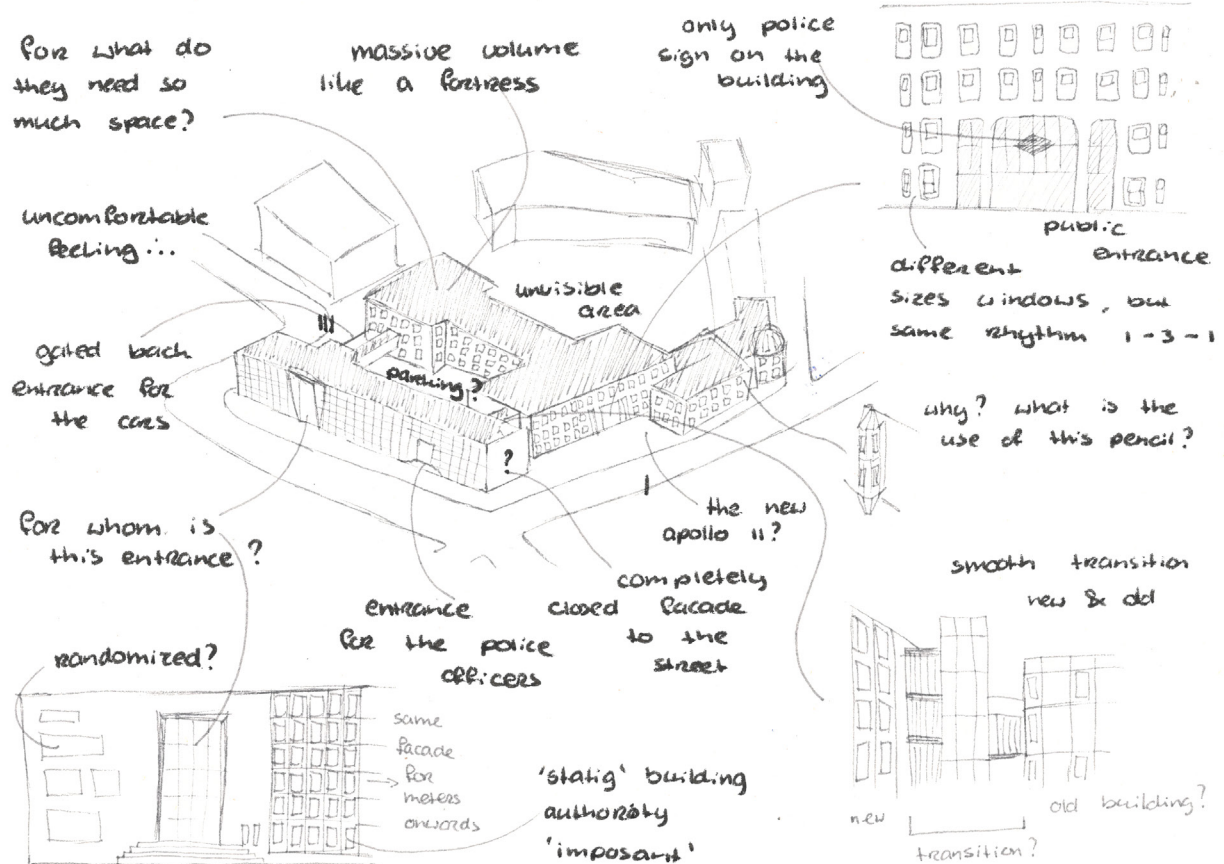 for what do
they need so
much space?
massive volume
like a fortress
only police
sign on the
building
public
entrance
different
sizes windows, but
same rhythm 1-3-1
uncomfortable
feeling...
unvisible
area
III
gated back
entrance for
the cars
parking?
why? what is the
use of this pencil?
?
I
the new
apollo 11?
for whom is
this entrance?
entrance
for the police
officers
completely
closed facade
to the
street
smooth transition
new & old
randomized?
same
facade
for
meters
onwords
'statig' building
authority
'imposant'
new
old building?
transition?